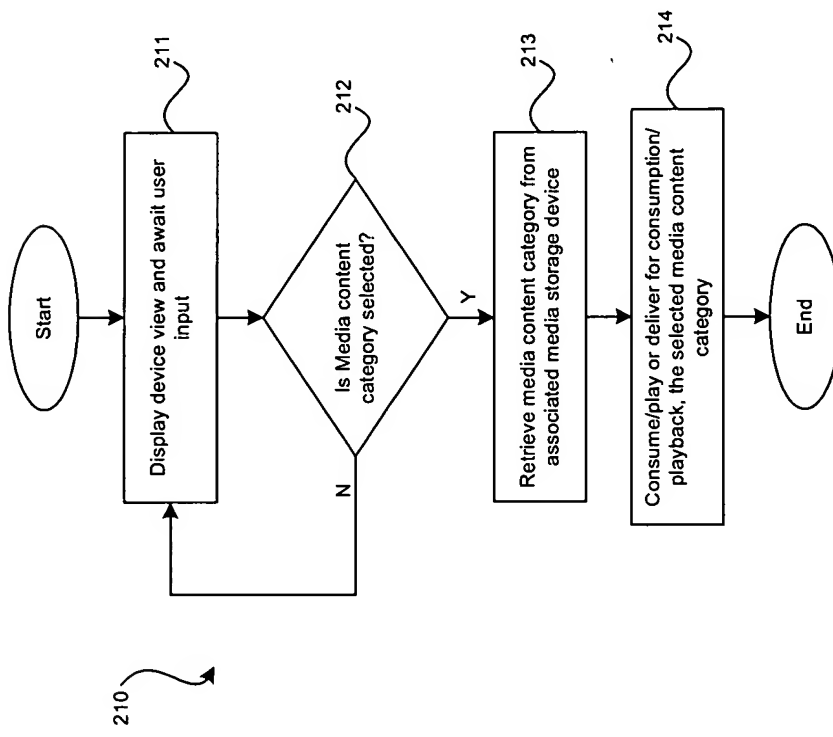 210
Start
Display device view and await user
input
211
Is Media content
category selected?
212
N
Y
Retrieve media content category from
associated media storage device
213
Consume/play or deliver for consumption/
playback, the selected media content
category
214
End